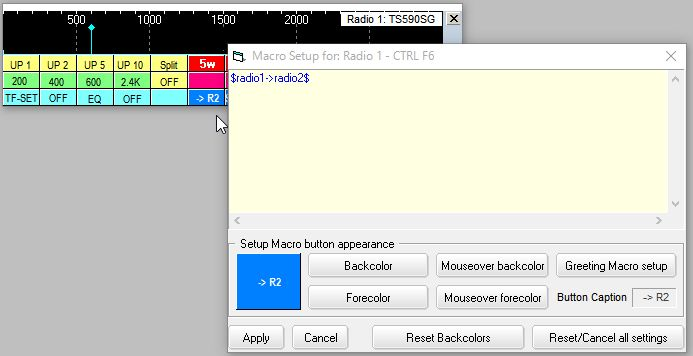 500 1000 1500 2000 2500
Radio 1: TS590SG
UP 1 UP 2 UP 5 UP 10 Split 5w
200 400 600 2.4K OFF
TF-SET OFF EQ OFF -> R2
Macro Setup for: Radio 1 - CTRL F6
$radio1->radio2$
Setup Macro button appearance
-> R2
Backcolor Mouseover backcolor Greeting Macro setup
Forecolor Mouseover forecolor Button Caption -> R2
Apply Cancel Reset Backcolors Reset/Cancel all settings